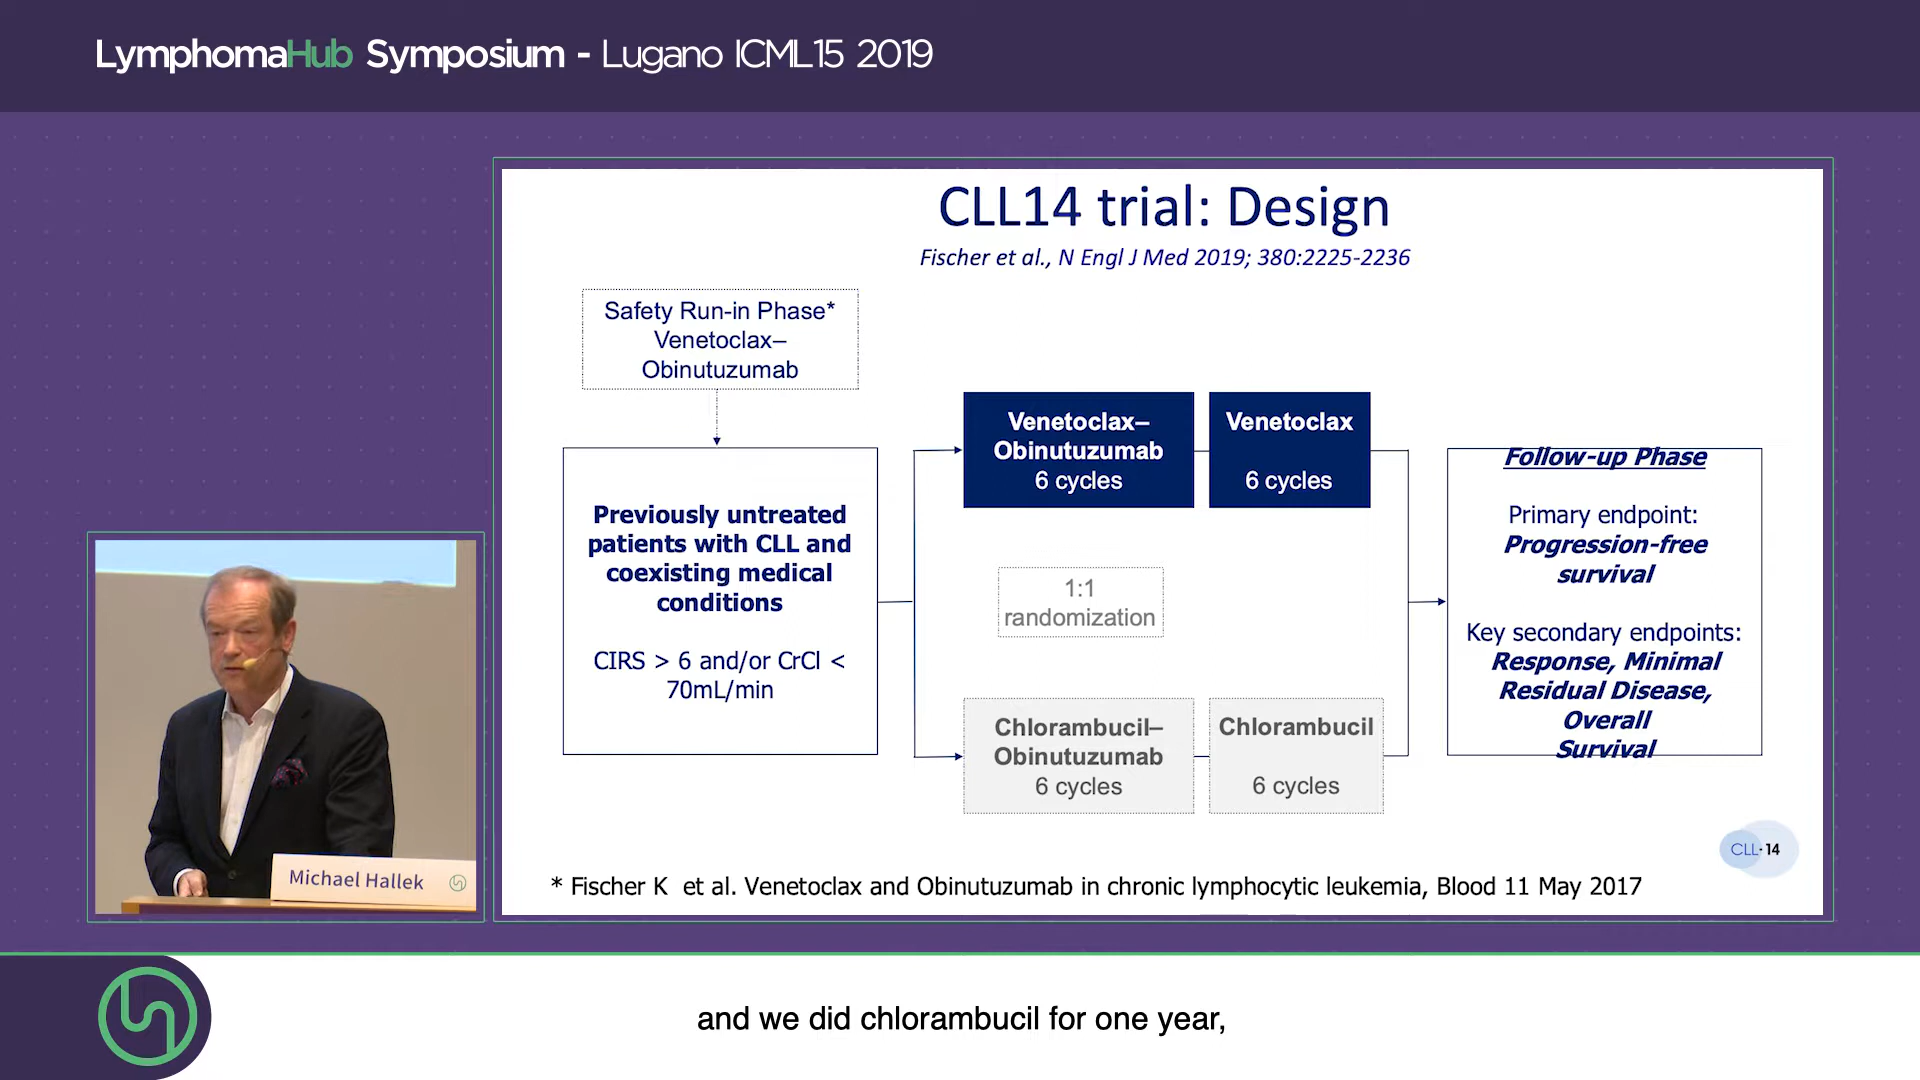 LymphomaHub Symposium - Lugano ICML15 2019
CLL14 trial: Design
Fischer et al., N Engl J Med 2019; 380:2225-2236
Safety Run-in Phase*
Venetoclax–
Obinutuzumab
Previously untreated
patients with CLL and
coexisting medical
conditions
CIRS > 6 and/or CrCl <
70mL/min
Venetoclax–
Obinutuzumab
6 cycles
Venetoclax
6 cycles
1:1
randomization
Chlorambucil–
Obinutuzumab
6 cycles
Chlorambucil
6 cycles
Follow-up Phase
Primary endpoint:
Progression-free
survival
Key secondary endpoints:
Response, Minimal
Residual Disease,
Overall
Survival
CLL·14
* Fischer K et al. Venetoclax and Obinutuzumab in chronic lymphocytic leukemia, Blood 11 May 2017
Michael Hallek
and we did chlorambucil for one year,